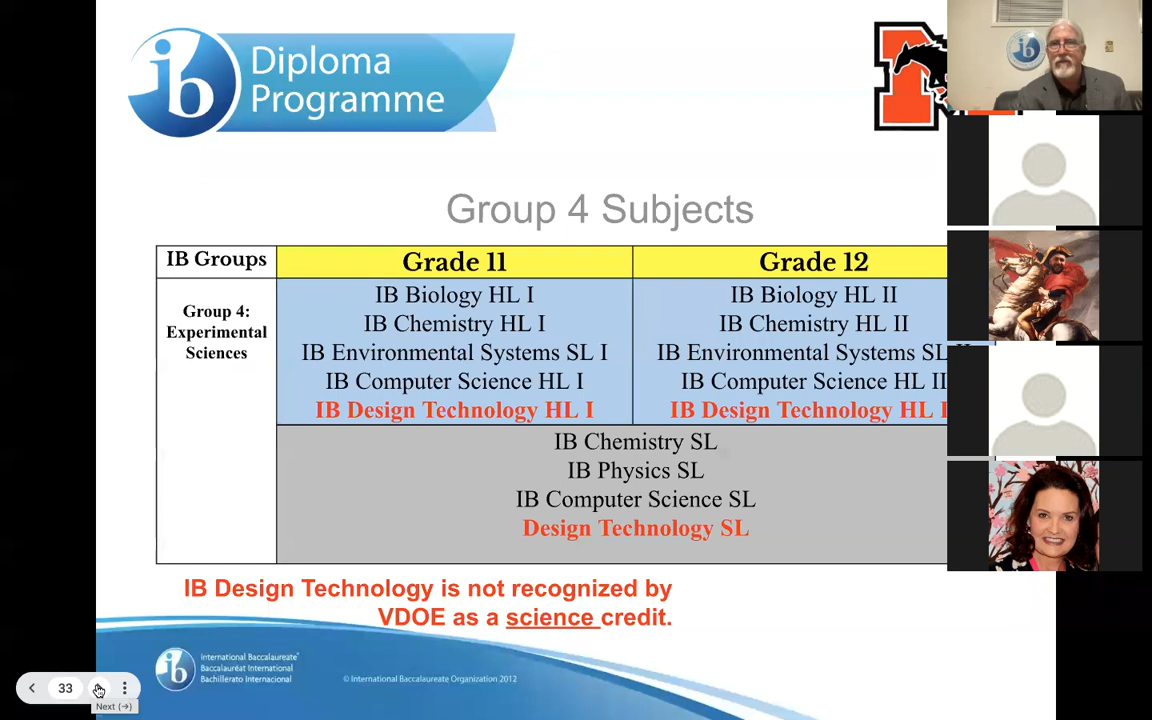 ib
Diploma
Programme
Group 4 Subjects
IB Groups
Grade 11
Grade 12
Group 4:
Experimental
Sciences
IB Biology HL I
IB Chemistry HL I
IB Environmental Systems SL I
IB Computer Science HL I
IB Design Technology HL I
IB Biology HL II
IB Chemistry HL II
IB Environmental Systems SL
IB Computer Science HL II
IB Design Technology HL I
IB Chemistry SL
IB Physics SL
IB Computer Science SL
Design Technology SL
IB Design Technology is not recognized by
VDOE as a science credit.
ib
International Baccalaureate®
Baccalauréat International
Bachillerato Internacional
© International Baccalaureate Organization 2012
33
Next (→)